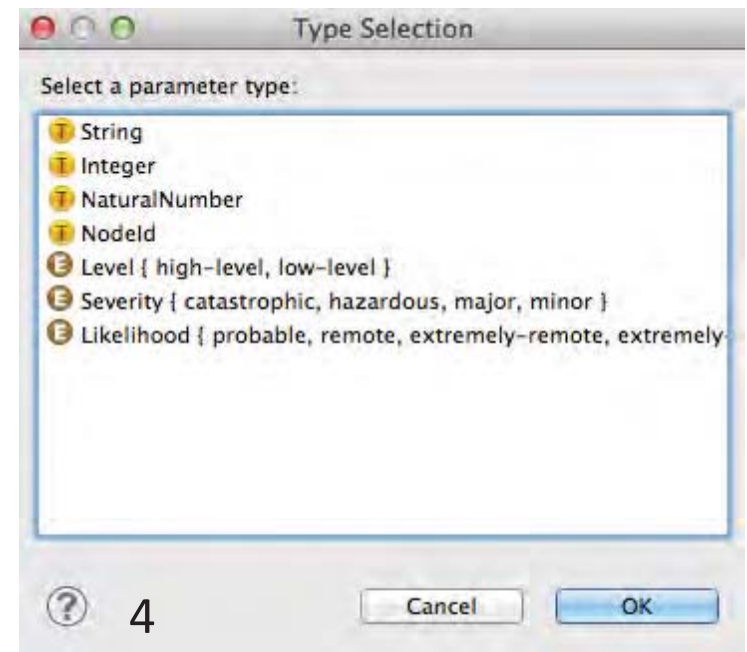 Type Selection
Select a parameter type:
T String
T Integer
T NaturalNumber
T NodeId
E Level { high-level, low-level }
E Severity { catastrophic, hazardous, major, minor }
E Likelihood { probable, remote, extremely-remote, extremely-
? 4 Cancel OK